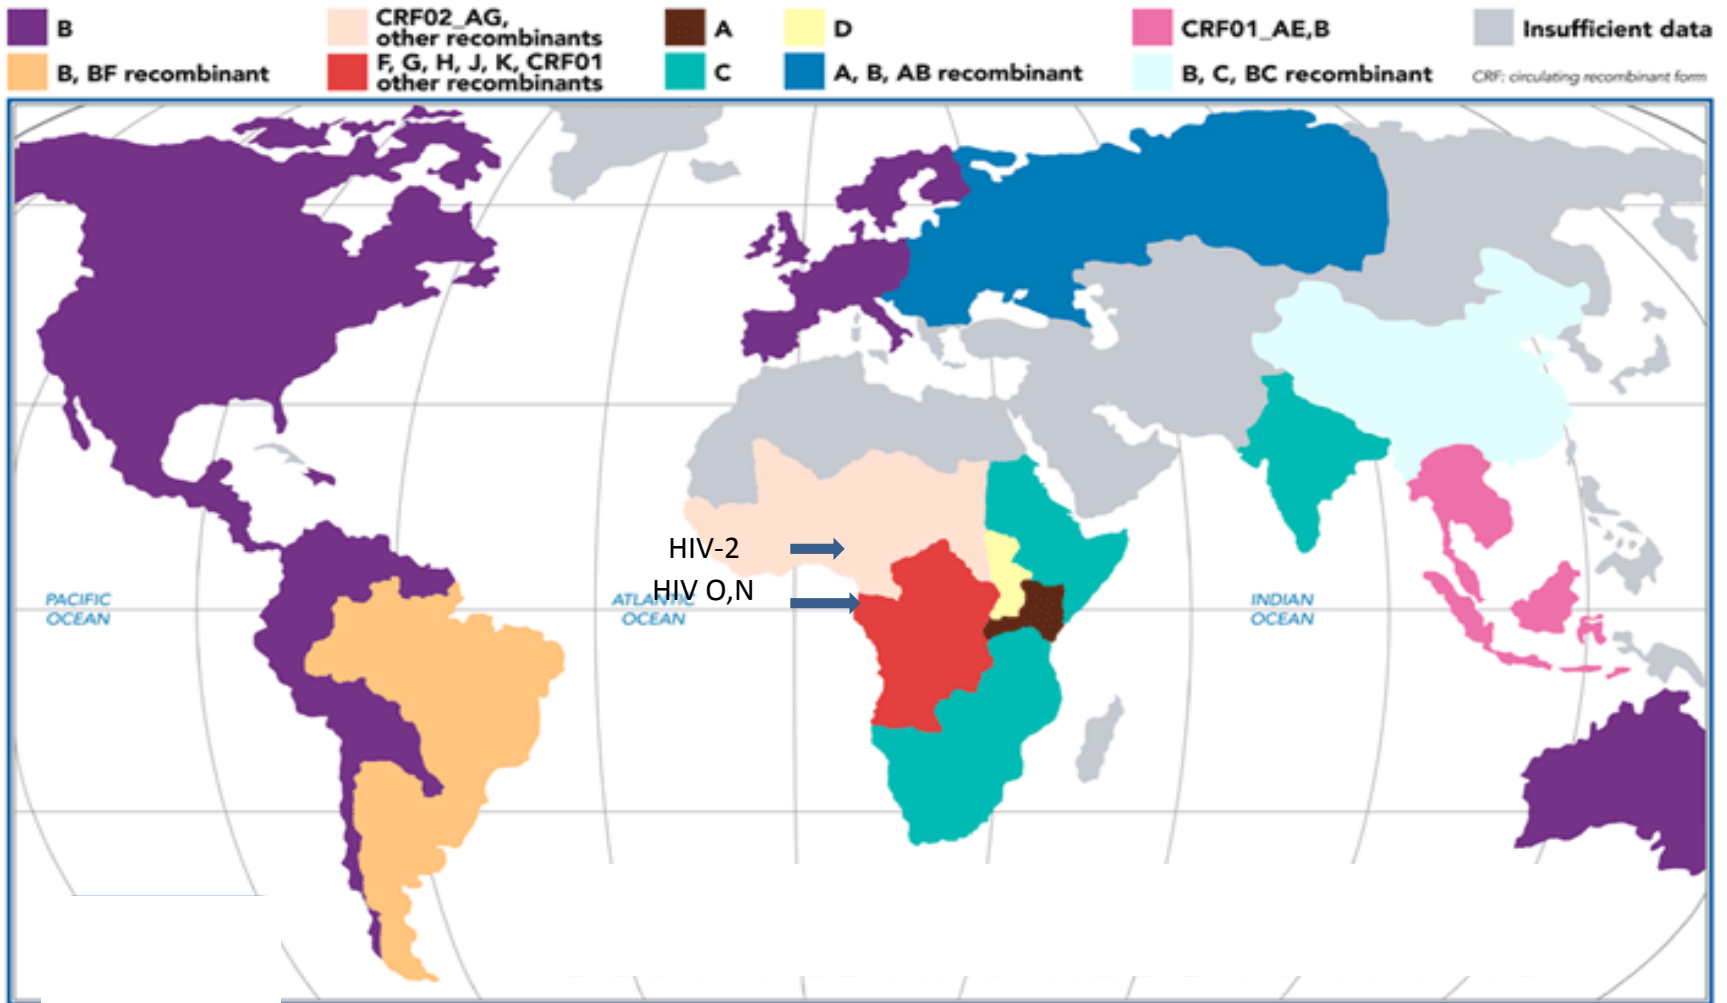 B
CRF02_AG,
other recombinants
A
D
CRF01_AE,B
Insufficient data
B, BF recombinant
F, G, H, J, K, CRF01
other recombinants
C
A, B, AB recombinant
B, C, BC recombinant
CRF: circulating recombinant form
HIV-2
HIV O,N
PACIFIC
OCEAN
ATLANTIC
OCEAN
INDIAN
OCEAN